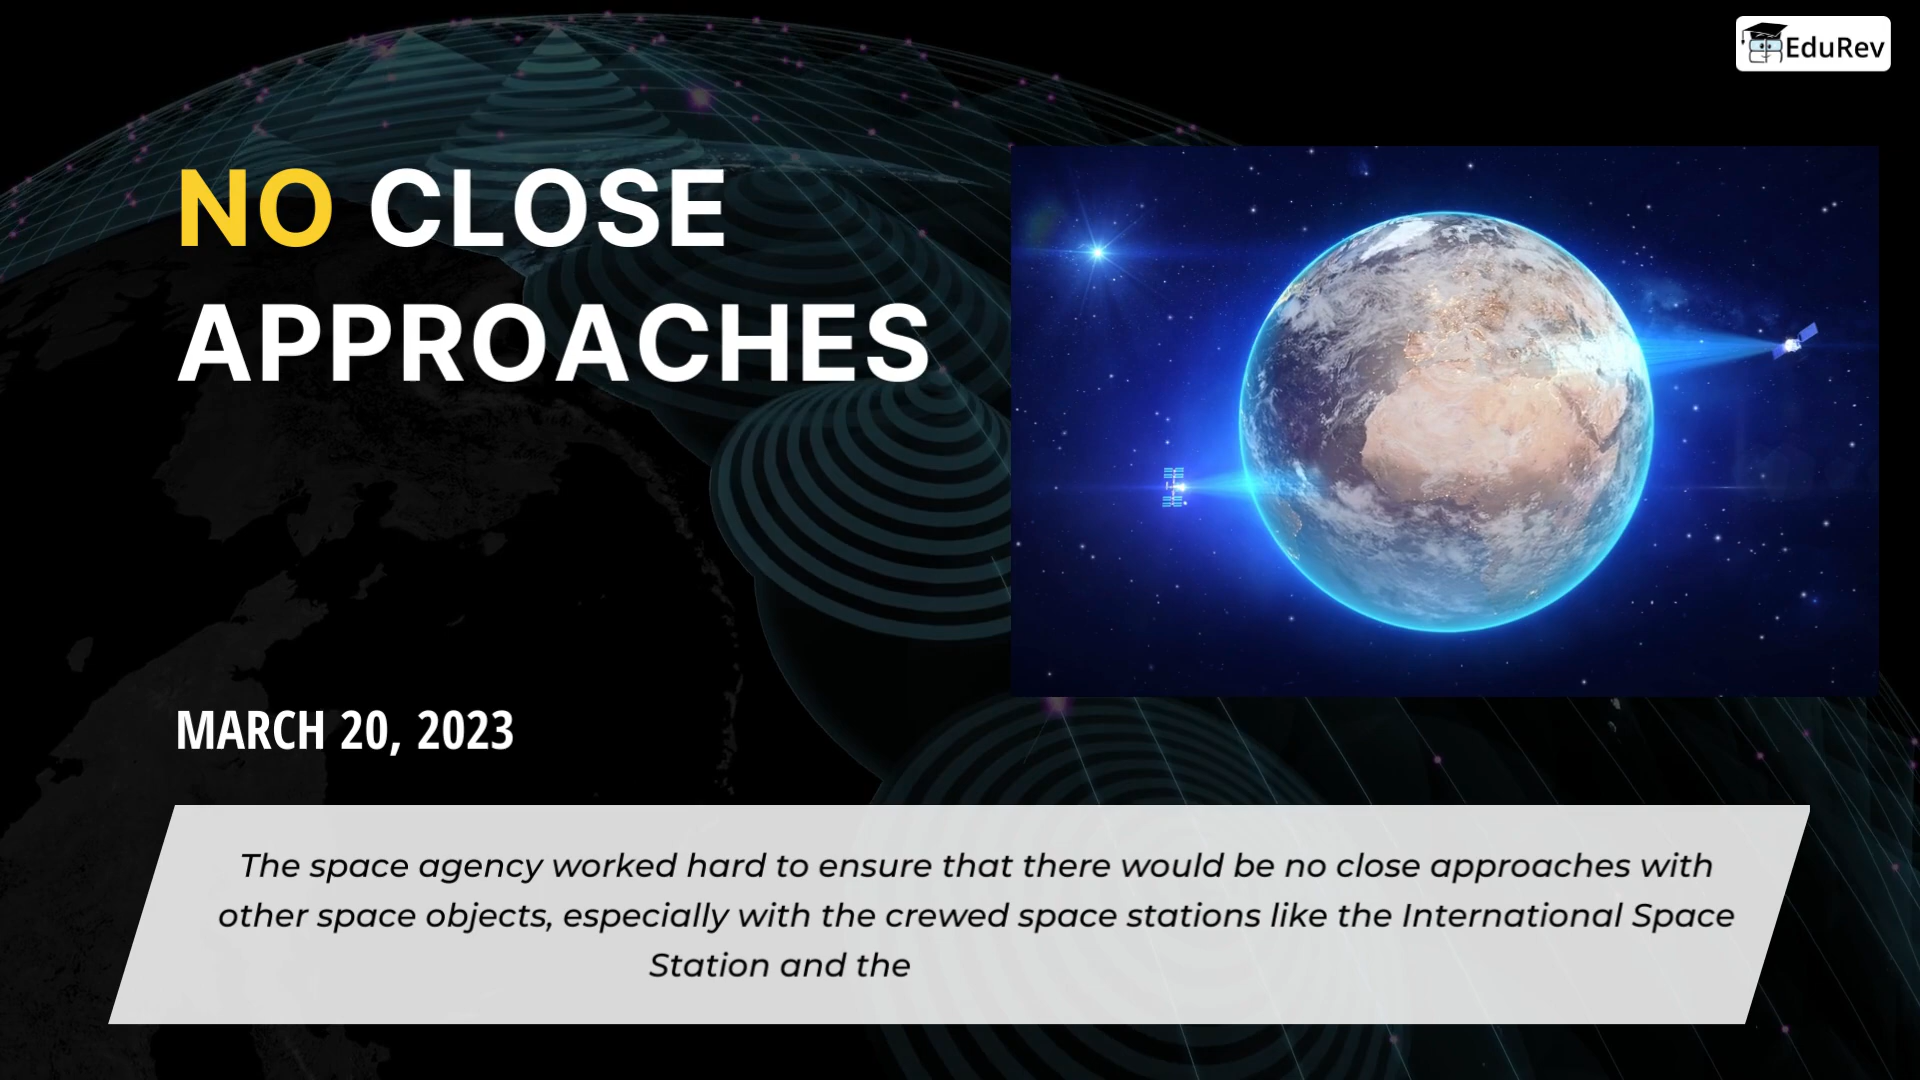 EduRev
NO CLOSE
APPROACHES
MARCH 20, 2023
The space agency worked hard to ensure that there would be no close approaches with
other space objects, especially with the crewed space stations like the International Space
Station and the